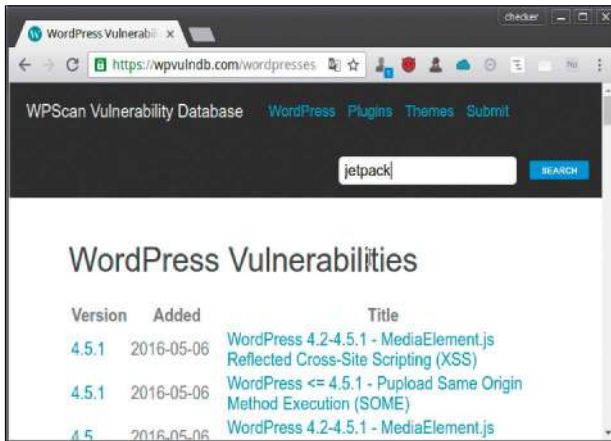 checker
WordPress Vulnerabili
https://wpvulndb.com/wordpresses
WPScan Vulnerability Database WordPress Plugins Themes Submit
jetpack SEARCH
WordPress Vulnerabilities
Version Added Title
4.5.1 2016-05-06 WordPress 4.2-4.5.1 - MediaElement.js
Reflected Cross-Site Scripting (XSS)
4.5.1 2016-05-06 WordPress <= 4.5.1 - Pupload Same Origin
Method Execution (SOME)
4.5 2016-05-06 WordPress 4.2-4.5.1 - MediaElement.js